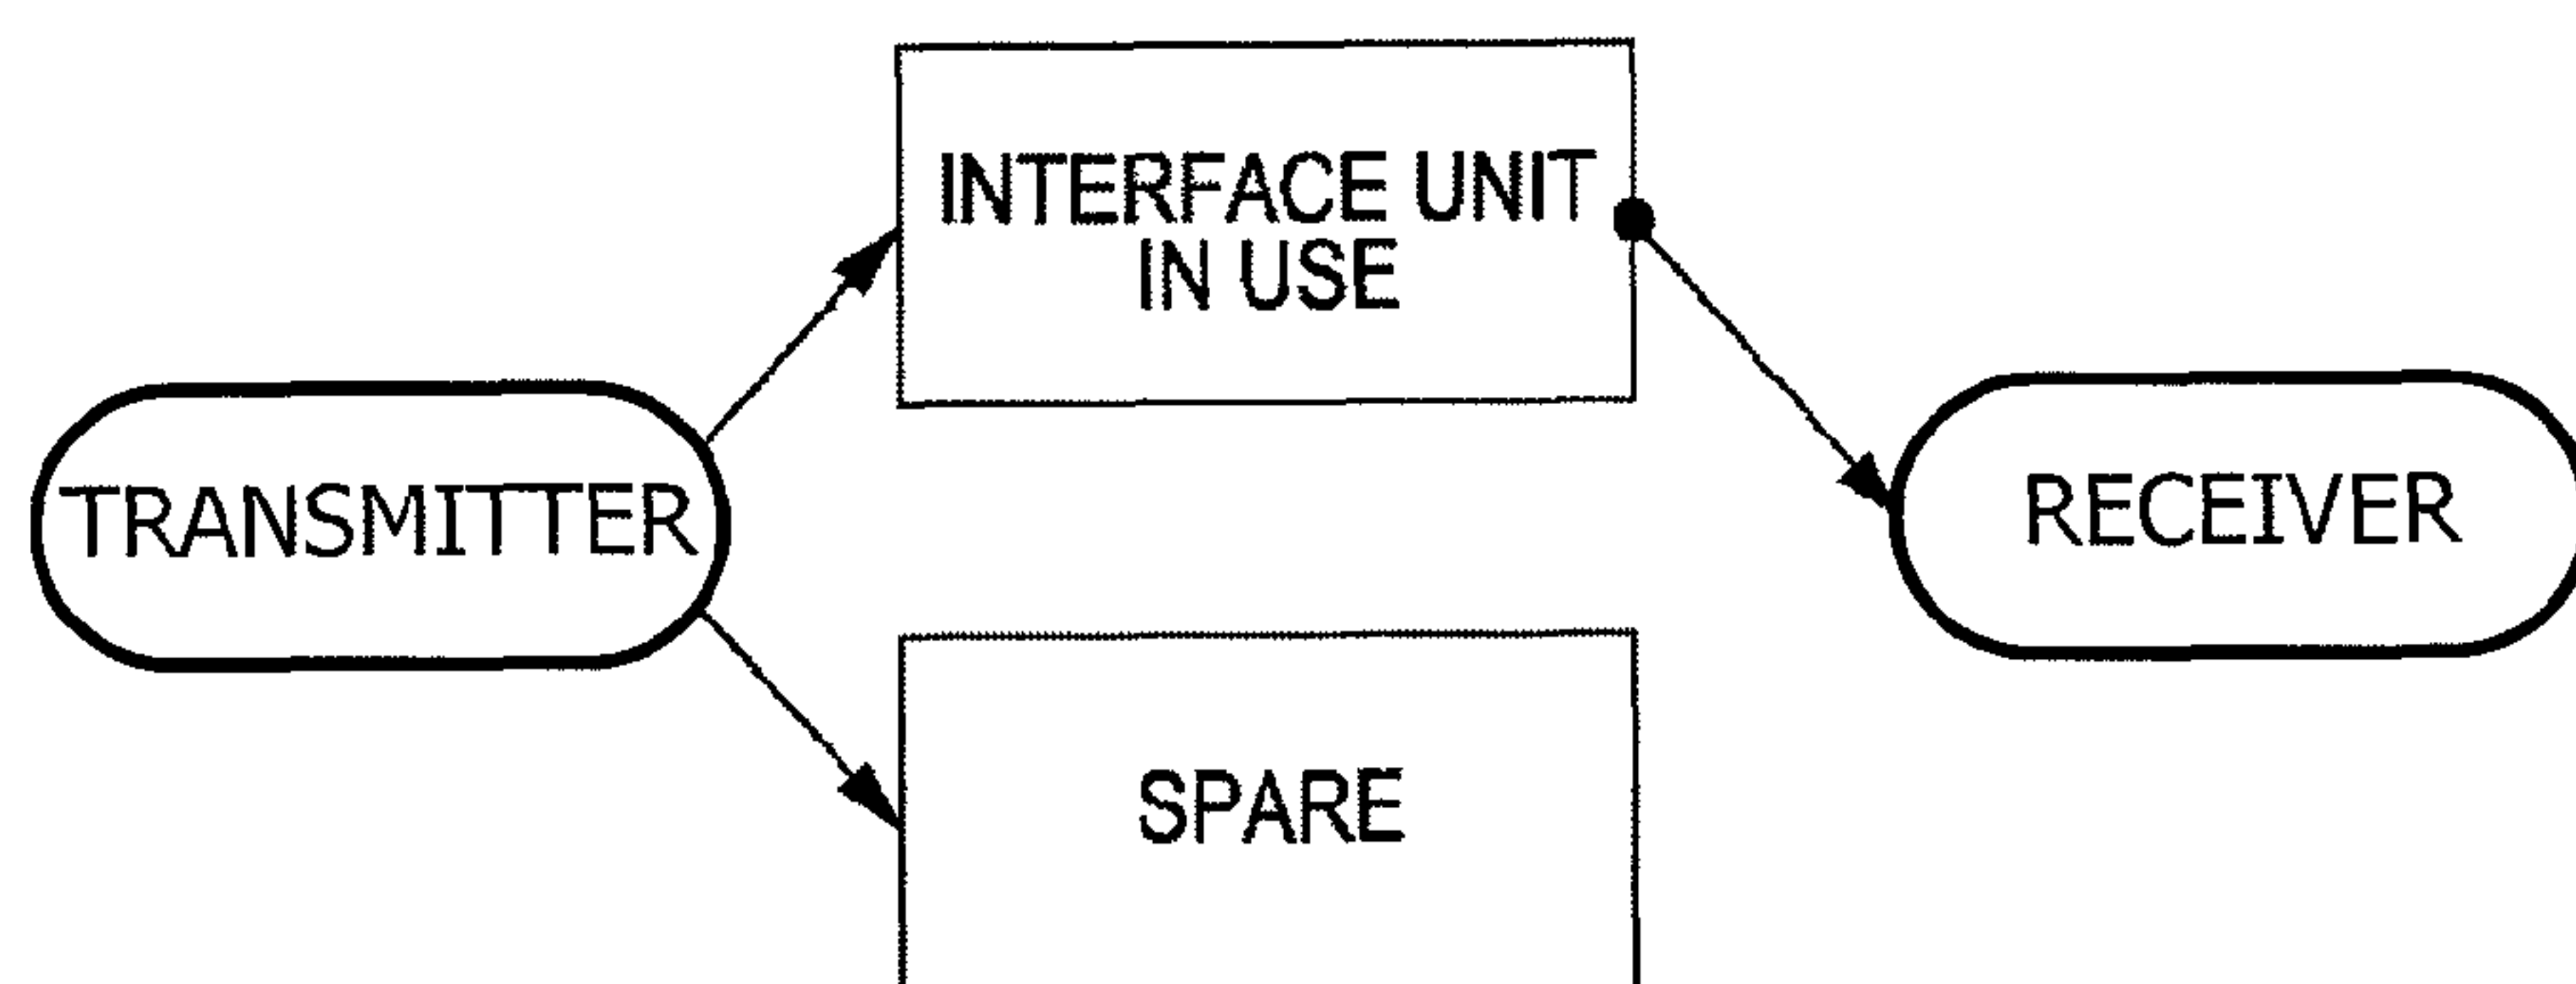 INTERFACE UNIT
IN USE
TRANSMITTER
RECEIVER
SPARE